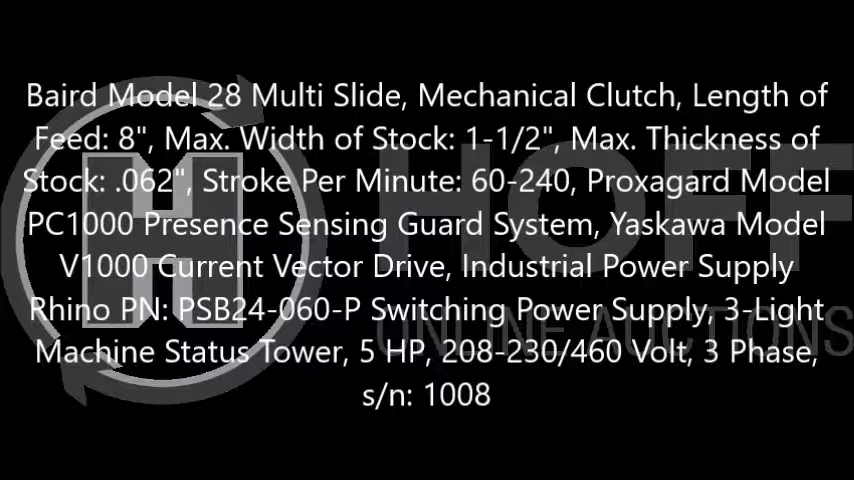 Baird Model 28 Multi Slide, Mechanical Clutch, Length of
Feed: 8", Max. Width of Stock: 1-1/2", Max. Thickness of
Stock: .062", Stroke Per Minute: 60-240, Proxagard Model
PC1000 Presence Sensing Guard System, Yaskawa Model
V1000 Current Vector Drive, Industrial Power Supply
Rhino PN: PSB24-060-P Switching Power Supply, 3-Light
Machine Status Tower, 5 HP, 208-230/460 Volt, 3 Phase,
s/n: 1008
H
HOFF
ONLINE AUCTIONS